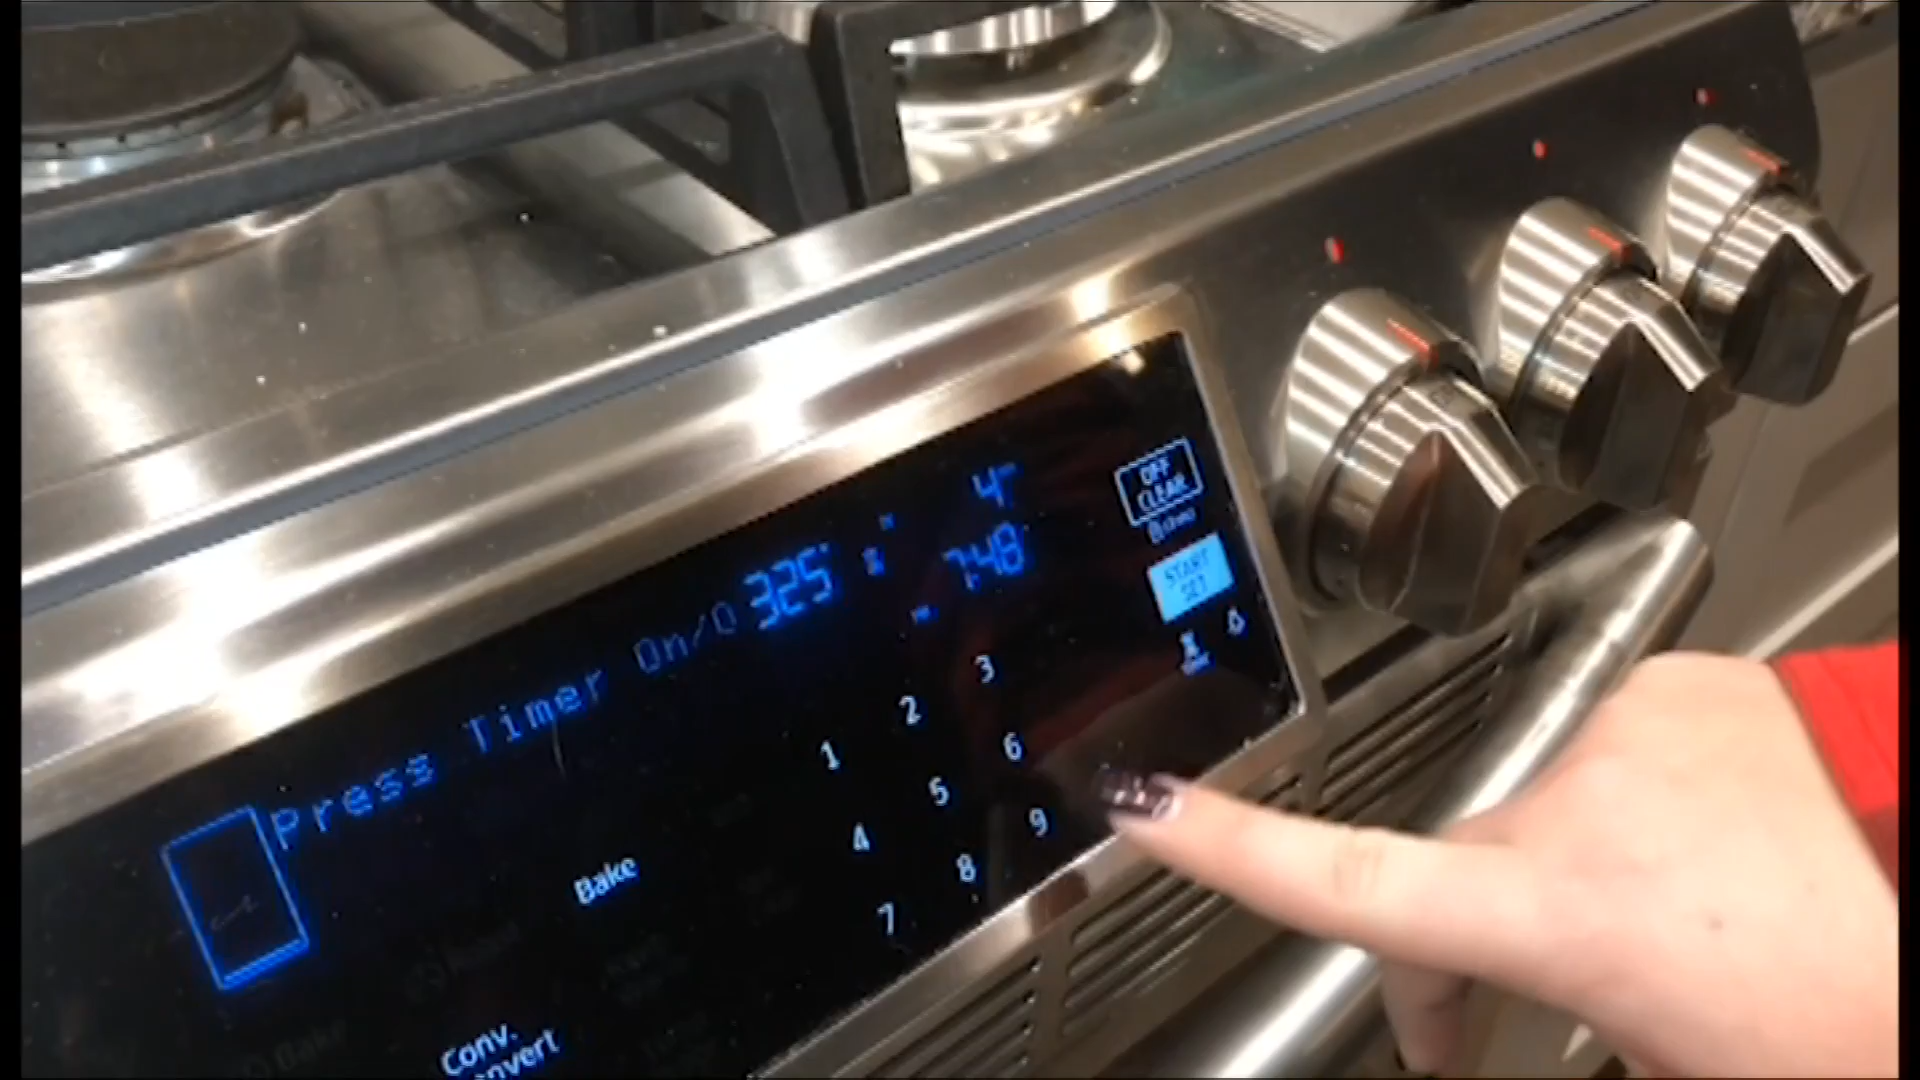 Press Timer On/O
325°
4
7:48
OFF
CLEAR
START
SET
1 2 3
4 5 6
7 8 9
Bake
Conv.